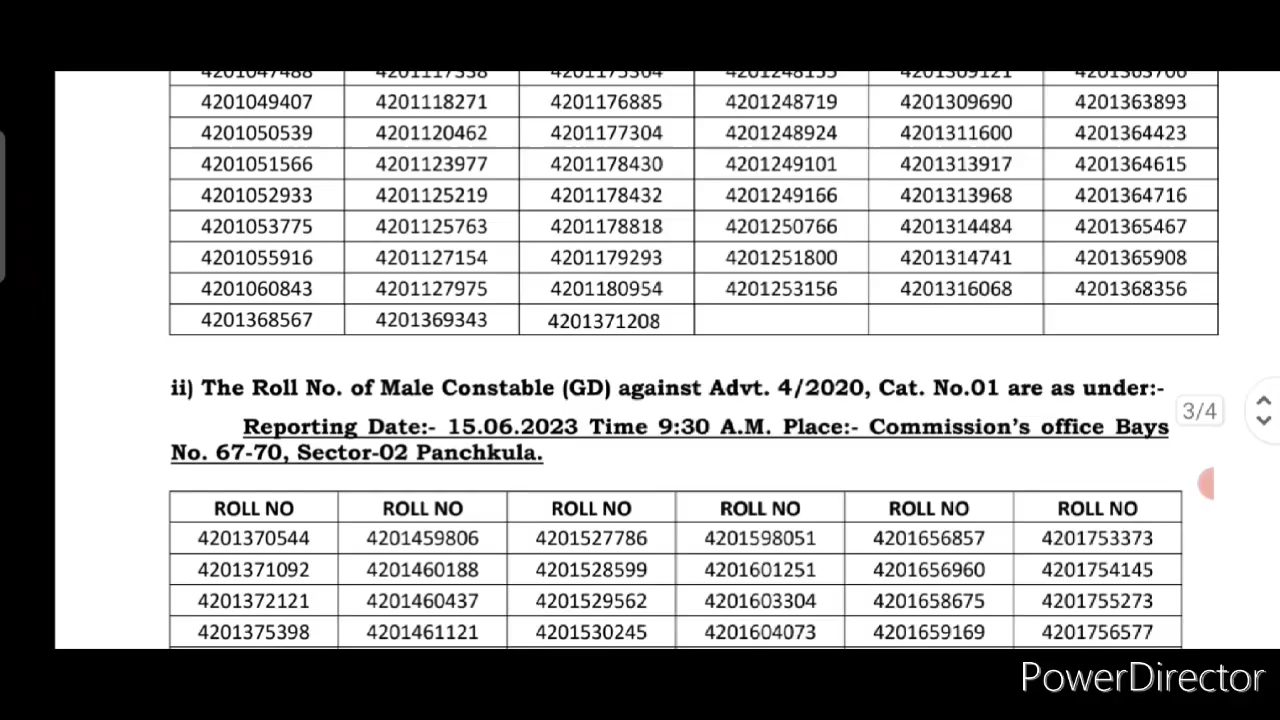 4201049407 4201118271 4201176885 4201248719 4201309690 4201363893
4201050539 4201120462 4201177304 4201248924 4201311600 4201364423
4201051566 4201123977 4201178430 4201249101 4201313917 4201364615
4201052933 4201125219 4201178432 4201249166 4201313968 4201364716
4201053775 4201125763 4201178818 4201250766 4201314484 4201365467
4201055916 4201127154 4201179293 4201251800 4201314741 4201365908
4201060843 4201127975 4201180954 4201253156 4201316068 4201368356
4201368567 4201369343 4201371208
ii) The Roll No. of Male Constable (GD) against Advt. 4/2020, Cat. No.01 are as under:-
3/4
Reporting Date:- 15.06.2023 Time 9:30 A.M. Place:- Commission's office Bays
No. 67-70, Sector-02 Panchkula.
ROLL NO ROLL NO ROLL NO ROLL NO ROLL NO ROLL NO
4201370544 4201459806 4201527786 4201598051 4201656857 4201753373
4201371092 4201460188 4201528599 4201601251 4201656960 4201754145
4201372121 4201460437 4201529562 4201603304 4201658675 4201755273
4201375398 4201461121 4201530245 4201604073 4201659169 4201756577
PowerDirector